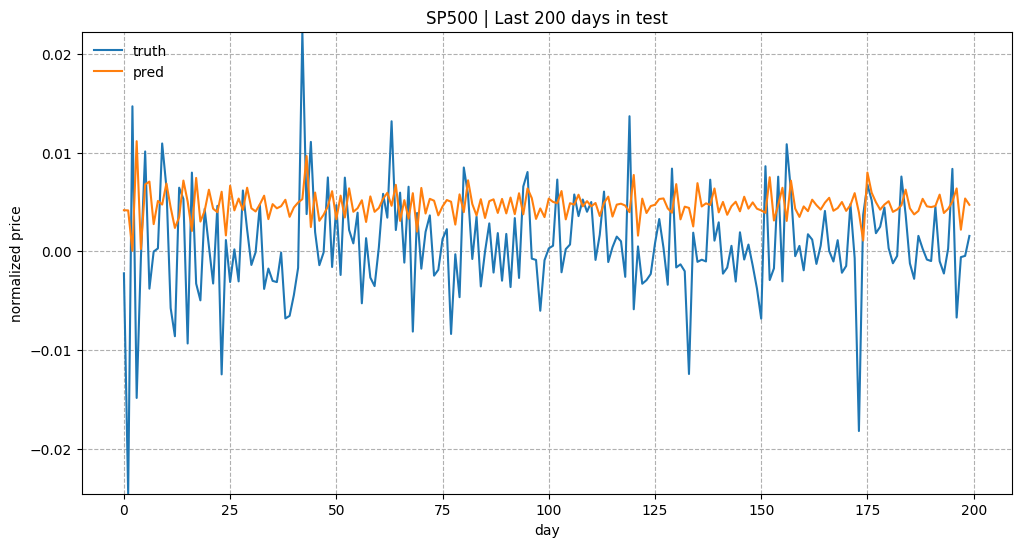 SP500 | Last 200 days in test
truth
pred
0.02
0.01
0.00
−0.01
−0.02
normalized price
0 25 50 75 100 125 150 175 200
day